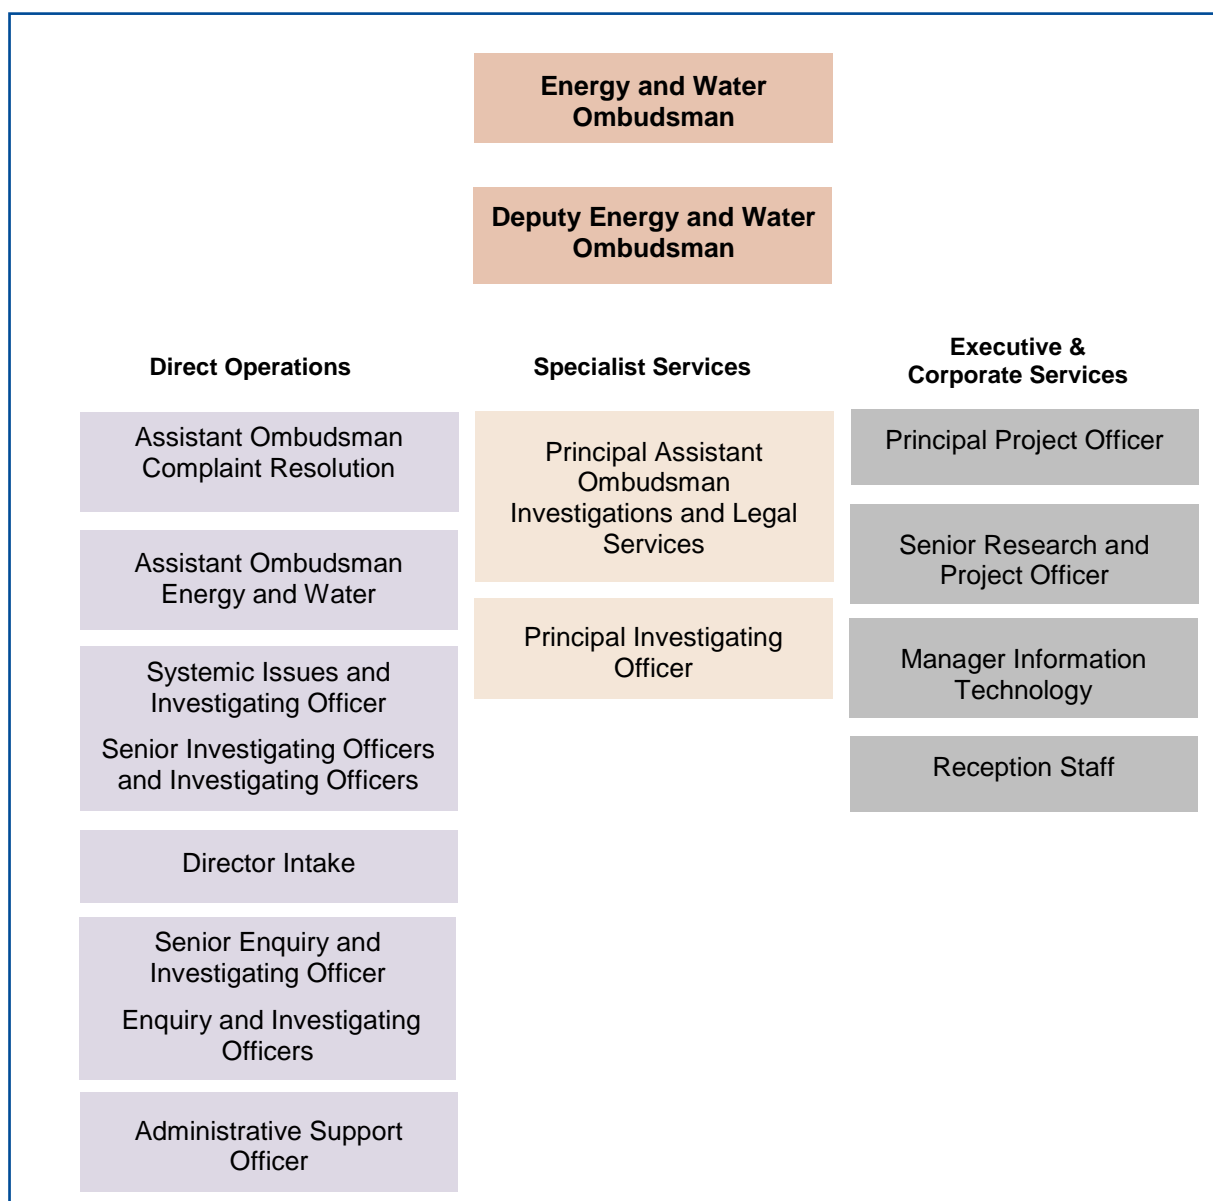 Energy and Water
Ombudsman
Deputy Energy and Water
Ombudsman
Direct Operations
Assistant Ombudsman
Complaint Resolution
Assistant Ombudsman
Energy and Water
Systemic Issues and
Investigating Officer
Senior Investigating Officers
and Investigating Officers
Director Intake
Senior Enquiry and
Investigating Officer
Enquiry and Investigating
Officers
Administrative Support
Officer
Specialist Services
Principal Assistant
Ombudsman
Investigations and Legal
Services
Principal Investigating
Officer
Executive &
Corporate Services
Principal Project Officer
Senior Research and
Project Officer
Manager Information
Technology
Reception Staff